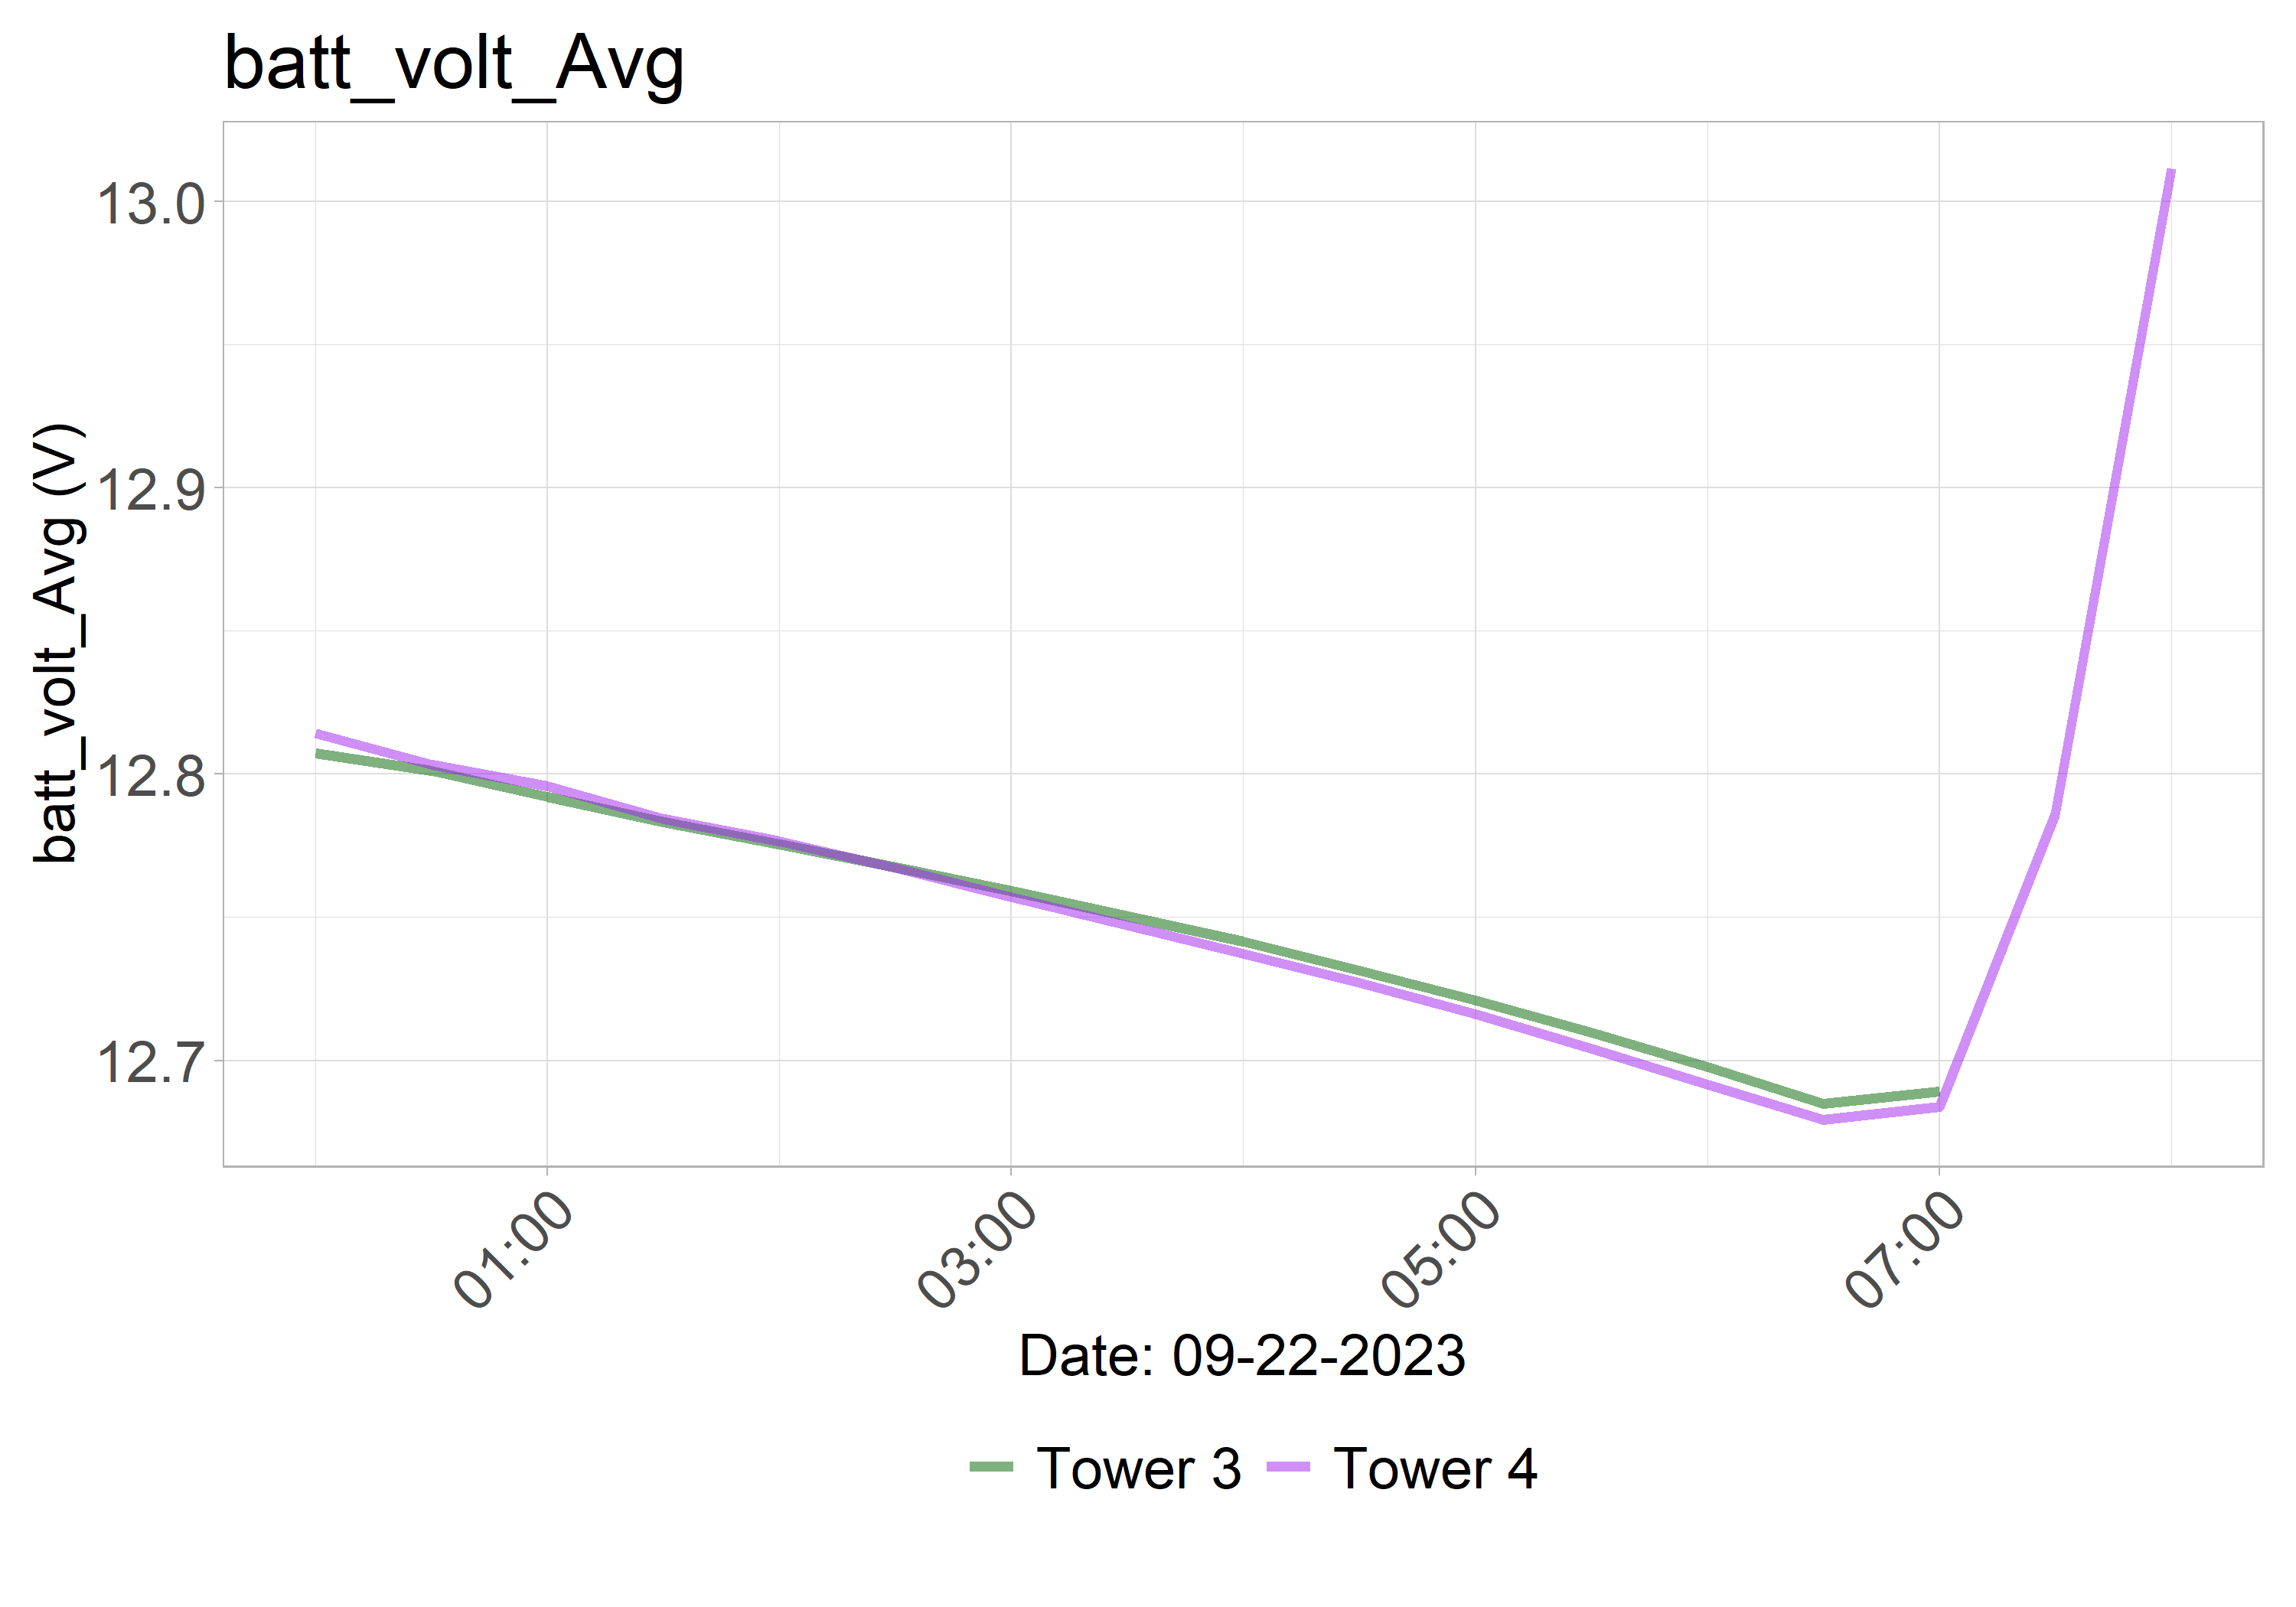 batt_volt_Avg
batt_volt_Avg (V)
13.0
12.9
12.8
12.7
01:00
03:00
05:00
07:00
Date: 09-22-2023
Tower 3
Tower 4